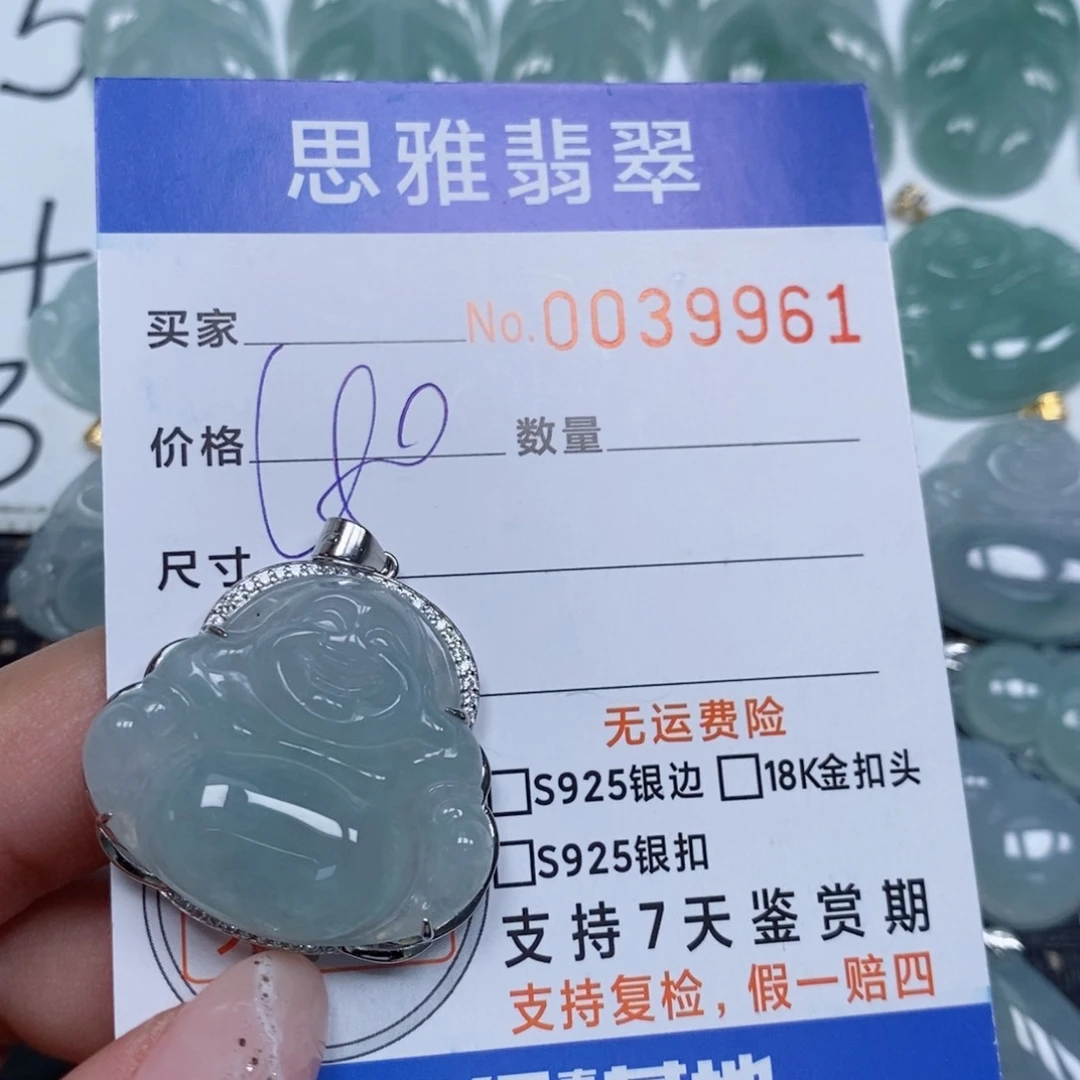 5
思雅翡翠
买家 No.0039961
+
价格 数量
3
尺寸
无运费险
□S925银边 □18K金扣头
□S925银扣
支持7天鉴赏期
支持复检，假一赔四